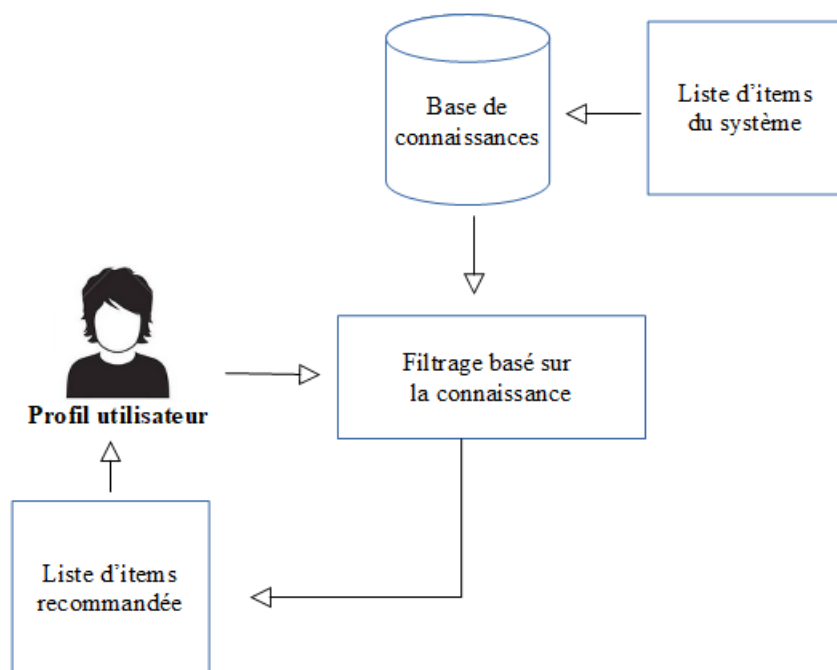 Base de
connaissances
Liste d'items
du système
Filtrage basé sur
la connaissance
Profil utilisateur
Liste d'items
recommandée